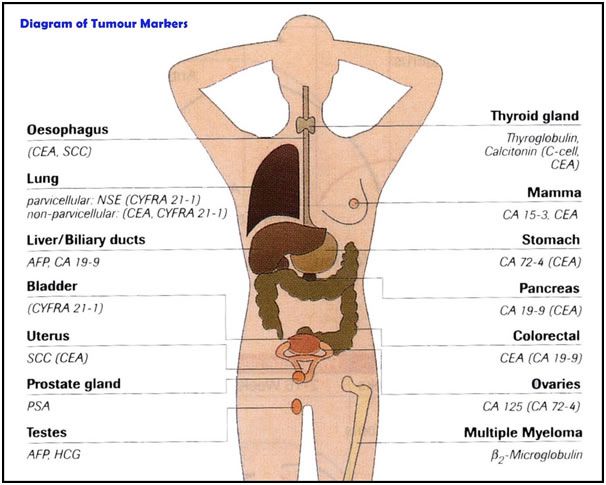 Diagram of Tumour Markers
Oesophagus
(CEA, SCC)
Lung
parvicellular: NSE (CYFRA 21-1)
non-parvicellular: (CEA, CYFRA 21-1)
Liver/Biliary ducts
AFP, CA 19-9
Bladder
(CYFRA 21-1)
Uterus
SCC (CEA)
Prostate gland
PSA
Testes
AFP, HCG
Thyroid gland
Thyroglobulin,
Calcitonin (C-cell,
CEA)
Mamma
CA 15-3, CEA
Stomach
CA 72-4 (CEA)
Pancreas
CA 19-9 (CEA)
Colorectal
CEA (CA 19-9)
Ovaries
CA 125 (CA 72-4)
Multiple Myeloma
β2-Microglobulin